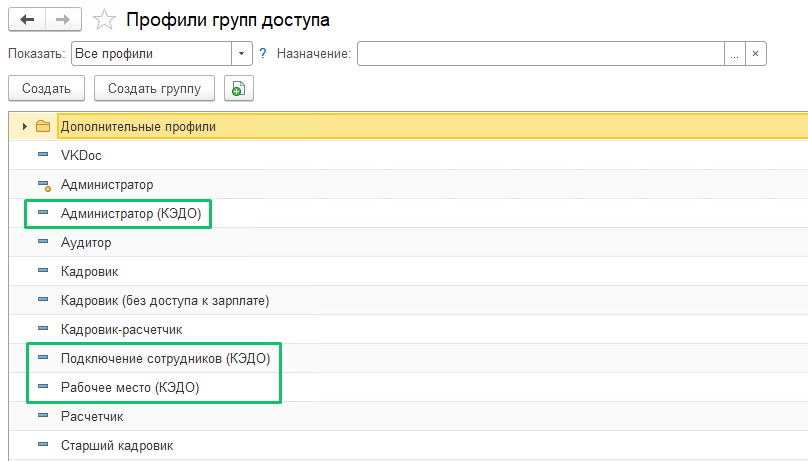 Профили групп доступа
Показать: Все профили ? Назначение: ... ×
Создать Создать группу
Дополнительные профили
VKDoc
Администратор
Администратор (КЭДО)
Аудитор
Кадровик
Кадровик (без доступа к зарплате)
Кадровик-расчетчик
Подключение сотрудников (КЭДО)
Рабочее место (КЭДО)
Расчетчик
Старший кадровик